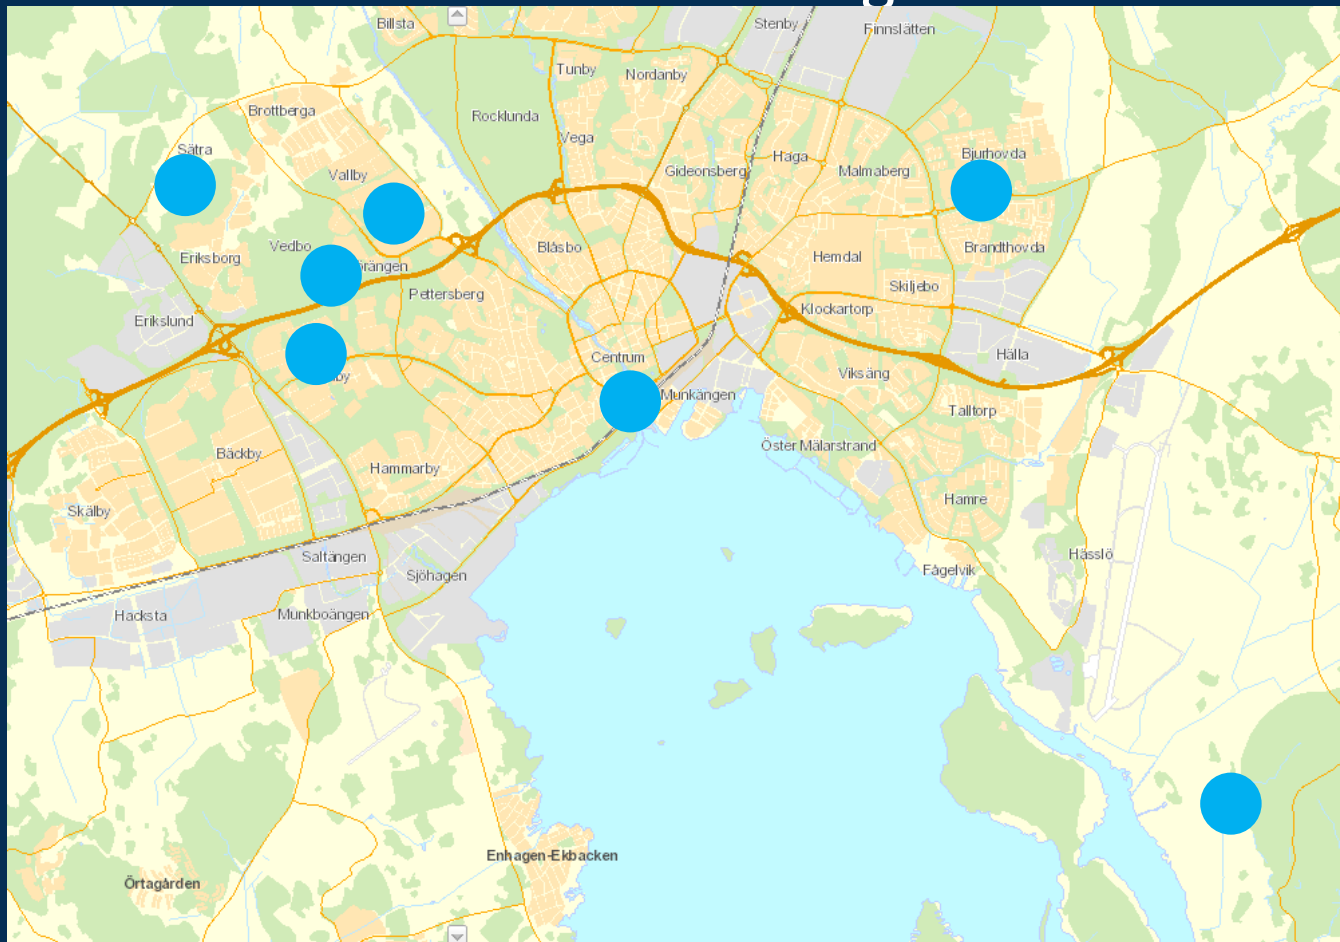 Billsta
Stenby
Finnslätten
Tunby
Nordanby
Brottberga
Rocklunda
Vega
Sätra
Haga
Bjurhovda
Vallby
Gideonsberg
Malmaberg
Vedbo
Blåsbo
Brandthovda
Eriksborg
Hemdal
Pettersberg
Skiljebo
Klockartorp
Erikslund
Centrum
Hälla
Viksäng
Munkängen
Talltorp
Öster Mälarstrand
Bäckby
Hammarby
Hamre
Skälby
Saltängen
Hässlö
Sjöhagen
Fågelvik
Hacksta
Munkboängen
Enhagen-Ekbacken
Örtagården